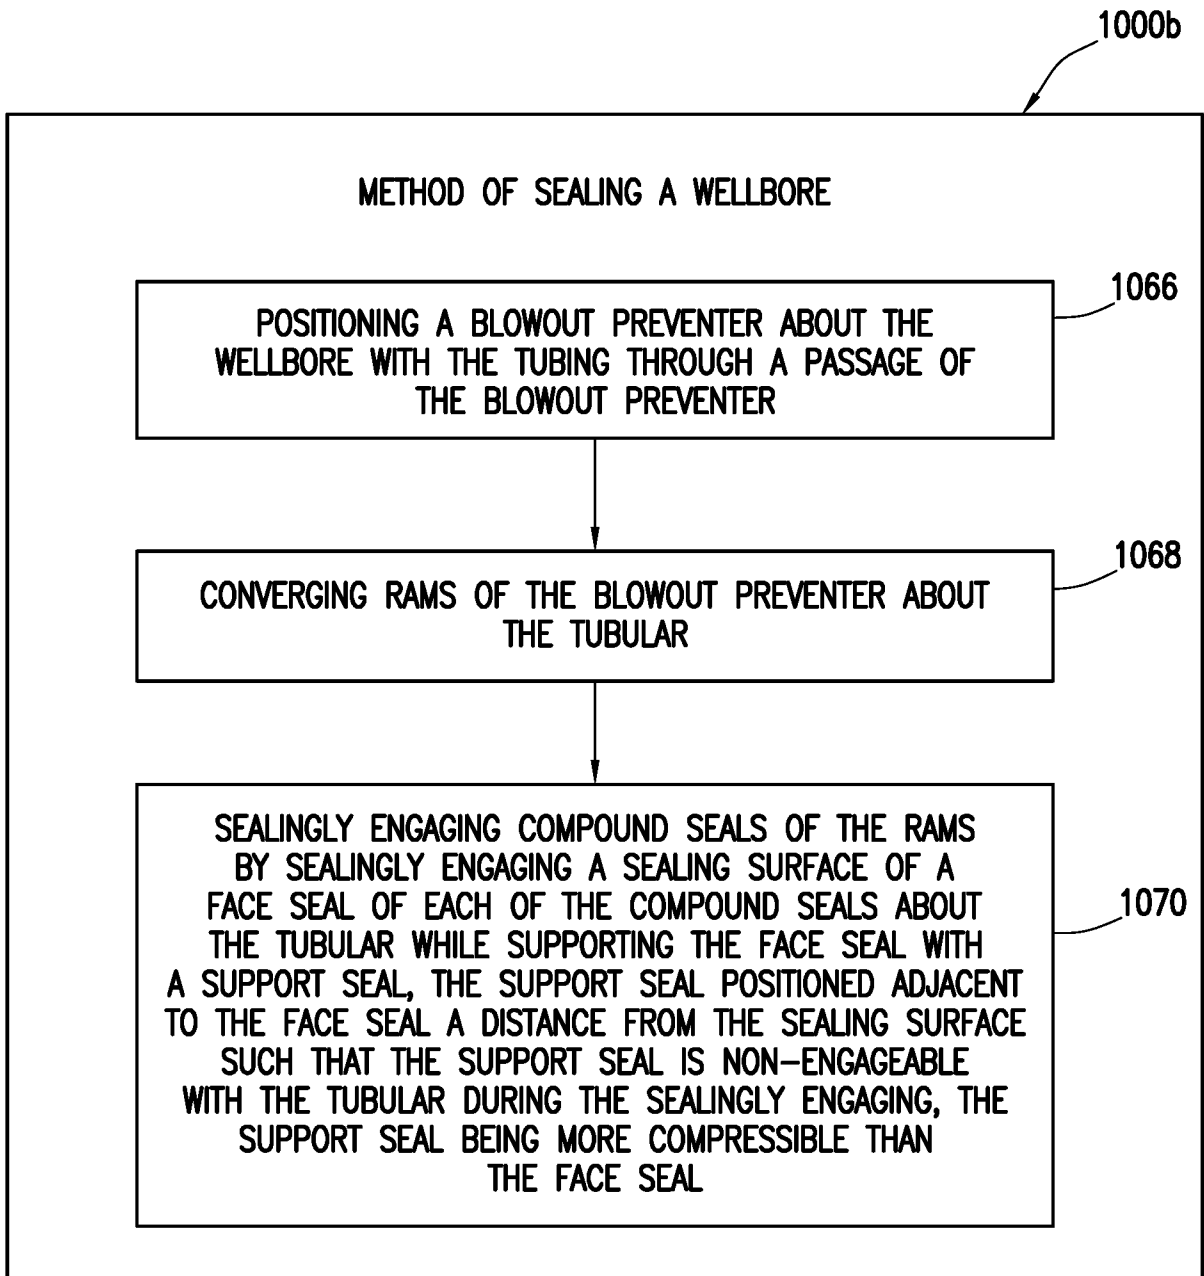 1000b
METHOD OF SEALING A WELLBORE
1066
POSITIONING A BLOWOUT PREVENTER ABOUT THE
WELLBORE WITH THE TUBING THROUGH A PASSAGE OF
THE BLOWOUT PREVENTER
1068
CONVERGING RAMS OF THE BLOWOUT PREVENTER ABOUT
THE TUBULAR
SEALINGLY ENGAGING COMPOUND SEALS OF THE RAMS
BY SEALINGLY ENGAGING A SEALING SURFACE OF A
FACE SEAL OF EACH OF THE COMPOUND SEALS ABOUT
THE TUBULAR WHILE SUPPORTING THE FACE SEAL WITH
A SUPPORT SEAL, THE SUPPORT SEAL POSITIONED ADJACENT
TO THE FACE SEAL A DISTANCE FROM THE SEALING SURFACE
SUCH THAT THE SUPPORT SEAL IS NON-ENGAGEABLE
WITH THE TUBULAR DURING THE SEALINGLY ENGAGING, THE
SUPPORT SEAL BEING MORE COMPRESSIBLE THAN
THE FACE SEAL
1070